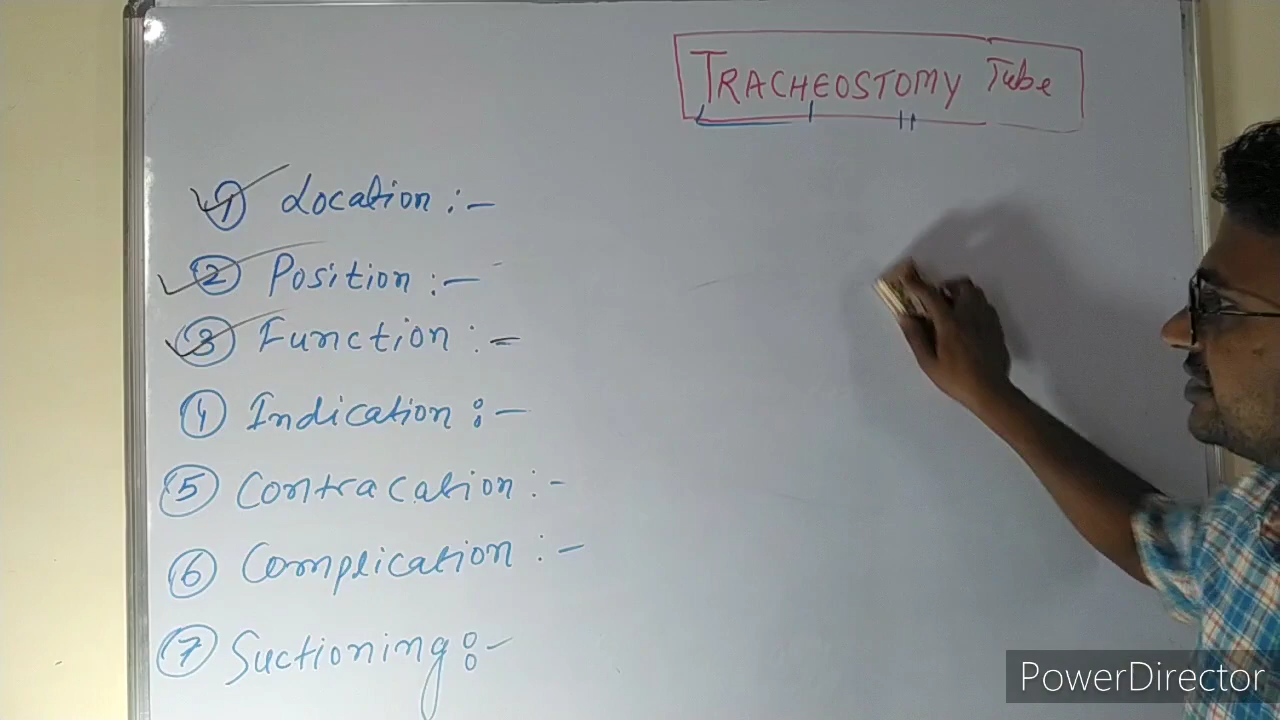 TRACHEOSTOMY Tube
1 Location :-
2 Position :-
3 Function :-
4 Indication :-
5 Contracation :-
6 Complication :-
7 Suctioning :-
PowerDirector